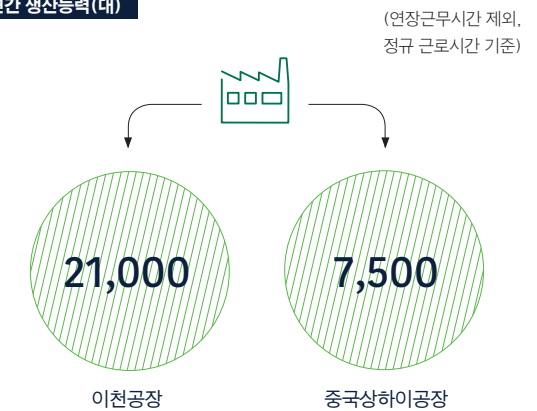 생산능력(대)
(연장근무시간 제외,
정규 근로시간 기준)
21,000
7,500
이천공장
중국상하이공장